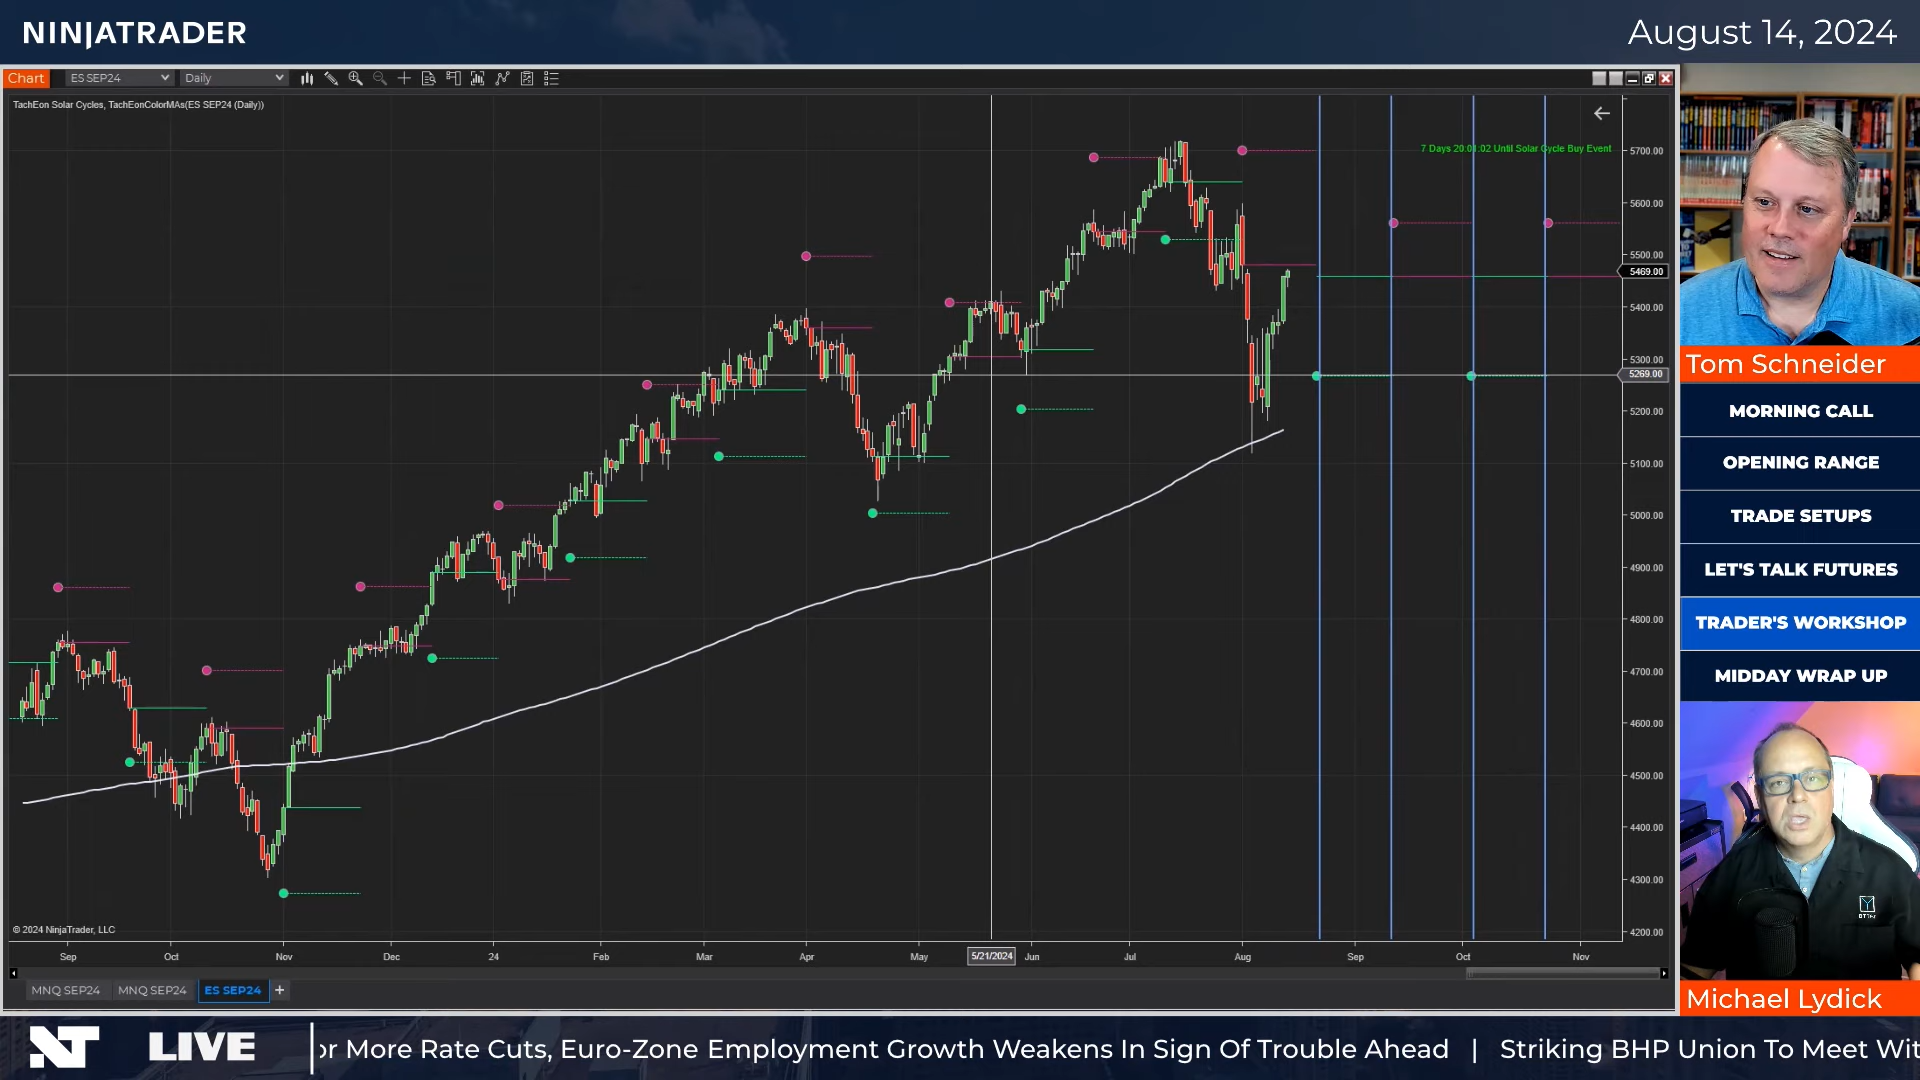 NINJATRADER
August 14, 2024
Chart
ES SEP24
Daily
TachEon Solar Cycles, TachEonColorMAs(ES SEP24 (Daily))
7 Days 20:01:02 Until Solar Cycle Buy Event
5700.00
5600.00
5500.00
5469.00
5400.00
5300.00
5269.00
5200.00
5100.00
5000.00
4900.00
4800.00
4700.00
4600.00
4500.00
4400.00
4300.00
4200.00
© 2024 NinjaTrader, LLC
Sep Oct Nov Dec 24 Feb Mar Apr May 5/21/2024 Jun Jul Aug Sep Oct Nov
MNQ SEP24 MNQ SEP24 ES SEP24 +
Tom Schneider
MORNING CALL
OPENING RANGE
TRADE SETUPS
LET'S TALK FUTURES
TRADER'S WORKSHOP
MIDDAY WRAP UP
Michael Lydick
NT LIVE
or More Rate Cuts, Euro-Zone Employment Growth Weakens In Sign Of Trouble Ahead | Striking BHP Union To Meet Wit